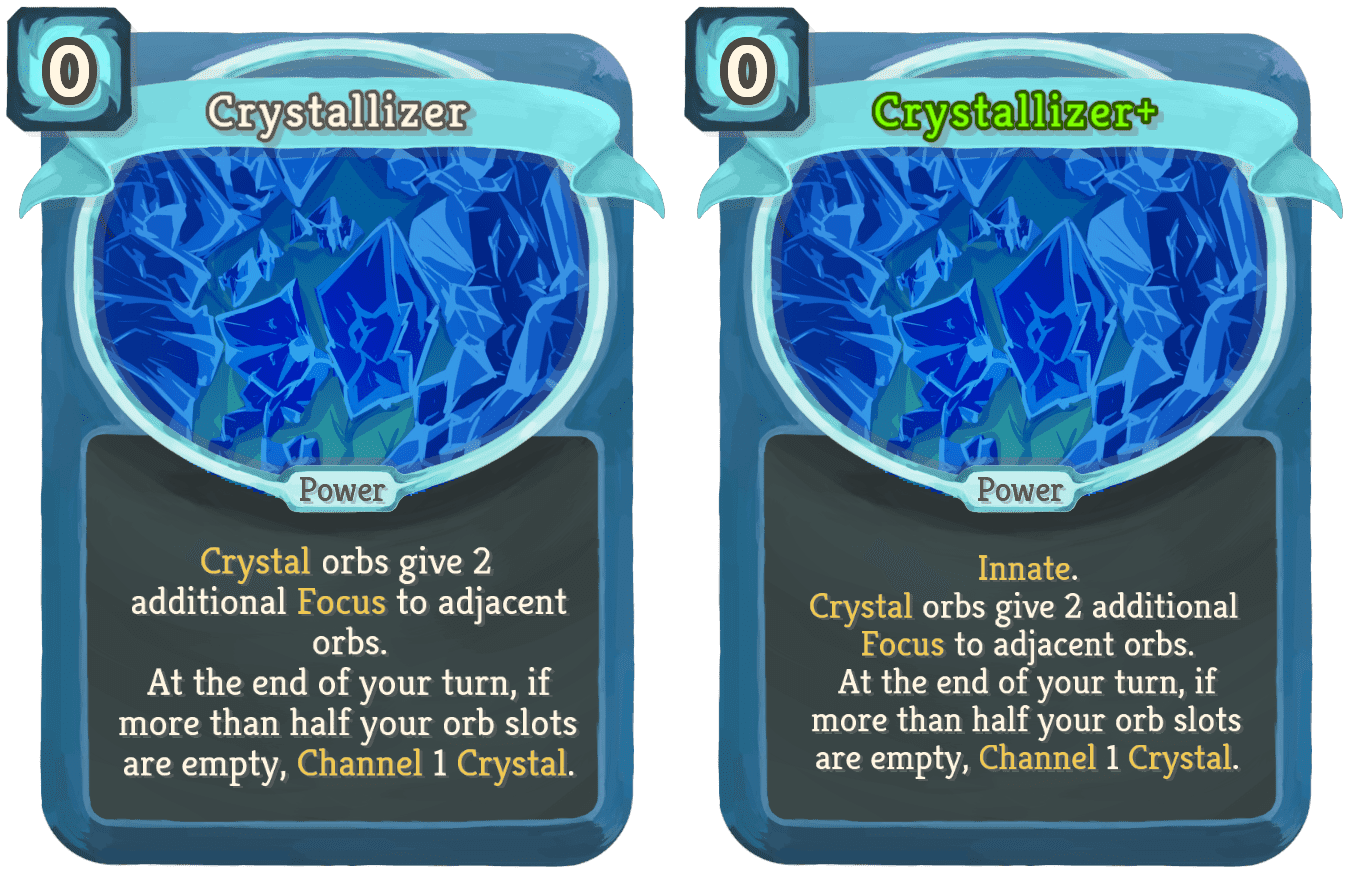 0
Crystallizer
Power
Crystal orbs give 2
additional Focus to adjacent
orbs.
At the end of your turn, if
more than half your orb slots
are empty, Channel 1 Crystal.
0
Crystallizer+
Power
Innate.
Crystal orbs give 2 additional
Focus to adjacent orbs.
At the end of your turn, if
more than half your orb slots
are empty, Channel 1 Crystal.